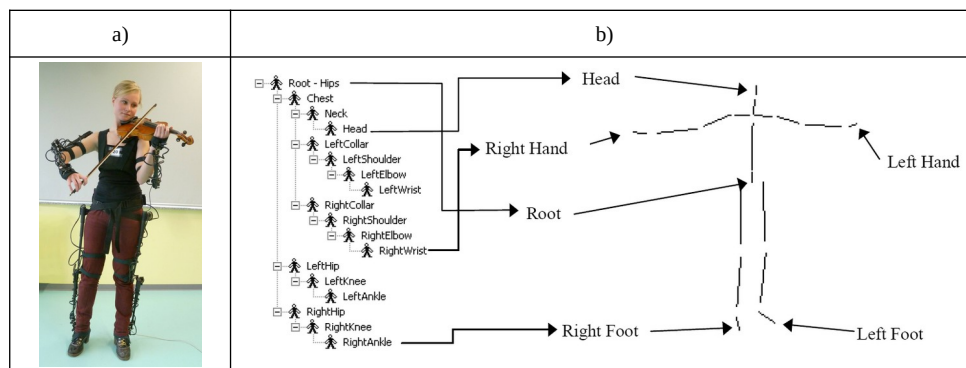 a)
b)
Root - Hips
Chest
Neck
Head
LeftCollar
LeftShoulder
LeftElbow
LeftWrist
RightCollar
RightShoulder
RightElbow
RightWrist
LeftHip
LeftKnee
LeftAnkle
RightHip
RightKnee
RightAnkle
Head
Right Hand
Left Hand
Root
Right Foot
Left Foot